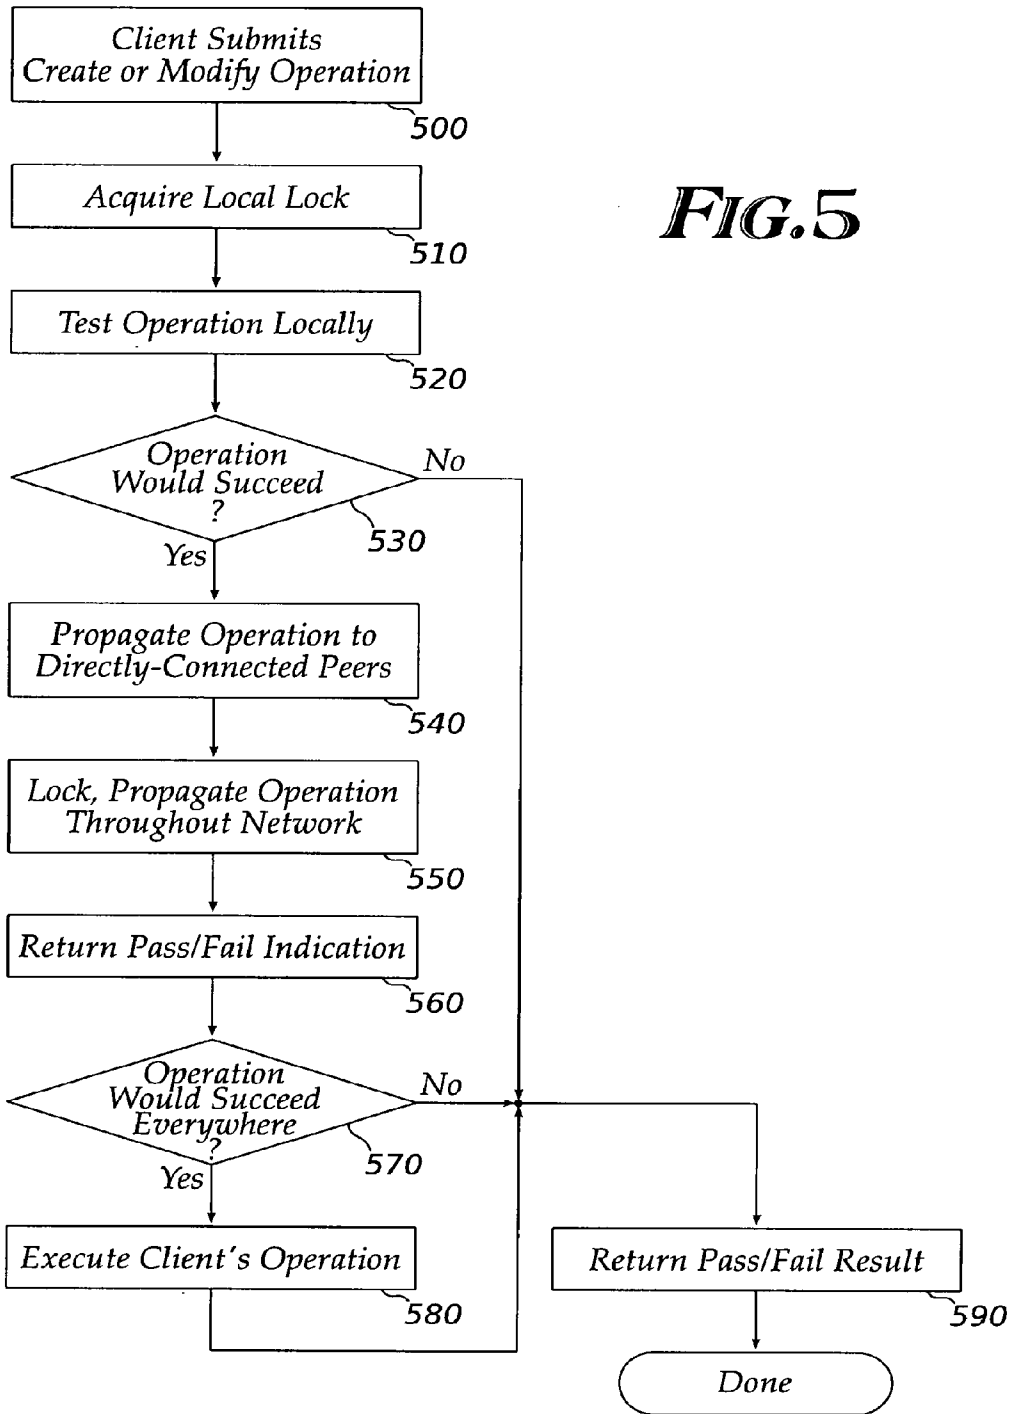 Client Submits
Create or Modify Operation
500
Acquire Local Lock
510
FIG.5
Test Operation Locally
520
Operation
Would Succeed
?
No
530
Yes
Propagate Operation to
Directly-Connected Peers
540
Lock, Propagate Operation
Throughout Network
550
Return Pass/Fail Indication
560
Operation
Would Succeed
Everywhere
?
No
570
Yes
Execute Client's Operation
580
Return Pass/Fail Result
590
Done